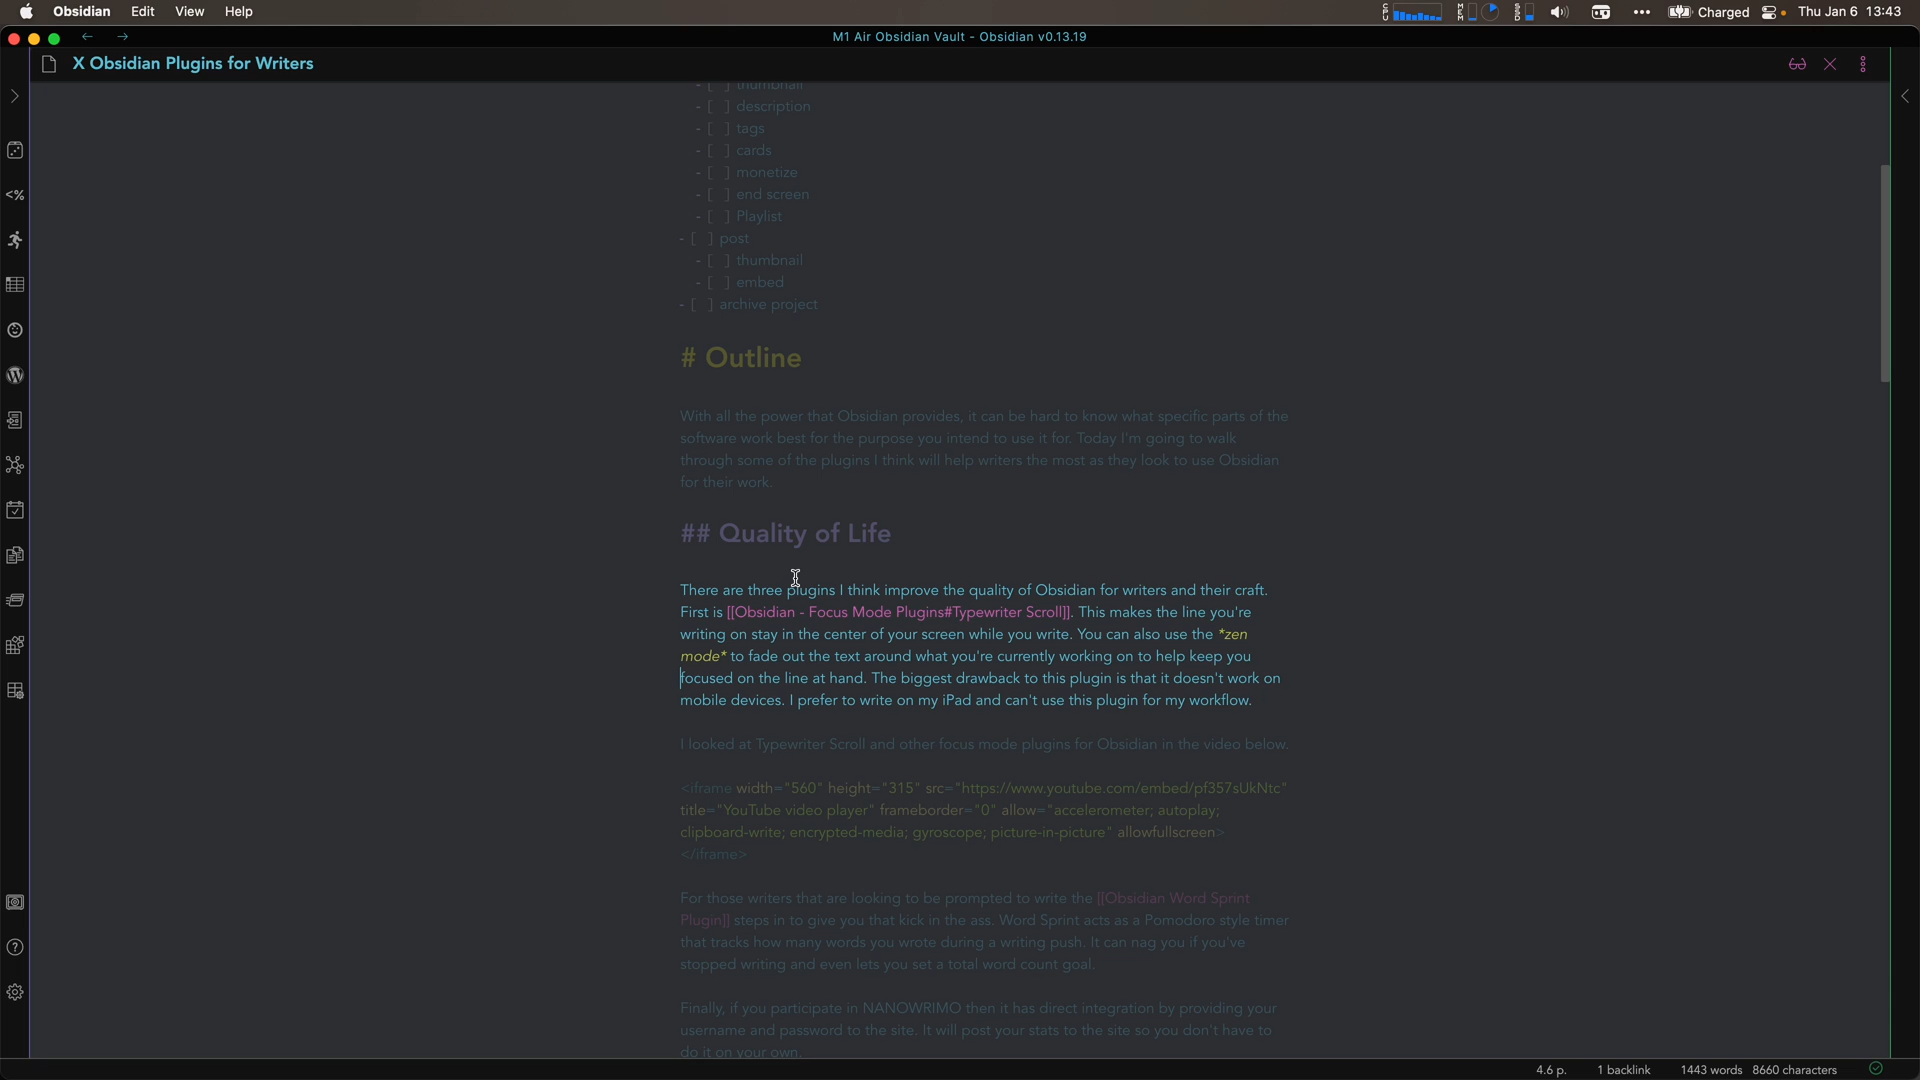 Obsidian Edit View Help
CPU MEM SSD ••• Charged Thu Jan 6 13:43
M1 Air Obsidian Vault - Obsidian v0.13.19
X Obsidian Plugins for Writers
- [ ] thumbnail
- [ ] description
- [ ] tags
- [ ] cards
- [ ] monetize
- [ ] end screen
- [ ] Playlist
- [ ] post
- [ ] thumbnail
- [ ] embed
- [ ] archive project
# Outline
With all the power that Obsidian provides, it can be hard to know what specific parts of the
software work best for the purpose you intend to use it for. Today I'm going to walk
through some of the plugins I think will help writers the most as they look to use Obsidian
for their work.
## Quality of Life
There are three plugins I think improve the quality of Obsidian for writers and their craft.
First is [[Obsidian - Focus Mode Plugins#Typewriter Scroll]]. This makes the line you're
writing on stay in the center of your screen while you write. You can also use the *zen
mode* to fade out the text around what you're currently working on to help keep you
focused on the line at hand. The biggest drawback to this plugin is that it doesn't work on
mobile devices. I prefer to write on my iPad and can't use this plugin for my workflow.
I looked at Typewriter Scroll and other focus mode plugins for Obsidian in the video below.
<iframe width="560" height="315" src="https://www.youtube.com/embed/pf357sUkNtc"
title="YouTube video player" frameborder="0" allow="accelerometer; autoplay;
clipboard-write; encrypted-media; gyroscope; picture-in-picture" allowfullscreen>
</iframe>
For those writers that are looking to be prompted to write the [[Obsidian Word Sprint
Plugin]] steps in to give you that kick in the ass. Word Sprint acts as a Pomodoro style timer
that tracks how many words you wrote during a writing push. It can nag you if you've
stopped writing and even lets you set a total word count goal.
Finally, if you participate in NANOWRIMO then it has direct integration by providing your
username and password to the site. It will post your stats to the site so you don't have to
do it on your own.
4.6 p. 1 backlink 1443 words 8660 characters